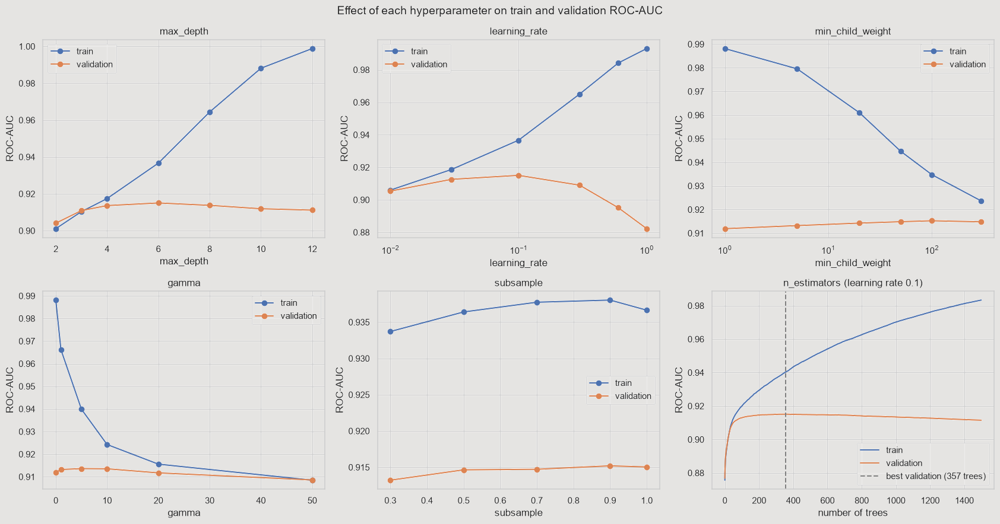 Effect of each hyperparameter on train and validation ROC-AUC
max_depth
train
validation
1.00
0.98
0.96
0.94
0.92
0.90
ROC-AUC
2 4 6 8 10 12
max_depth
learning_rate
train
validation
0.98
0.96
0.94
0.92
0.90
0.88
ROC-AUC
10⁻² 10⁻¹ 10⁰
learning_rate
min_child_weight
train
validation
0.99
0.98
0.97
0.96
0.95
0.94
0.93
0.92
0.91
ROC-AUC
10⁰ 10¹ 10²
min_child_weight
gamma
train
validation
0.99
0.98
0.97
0.96
0.95
0.94
0.93
0.92
0.91
ROC-AUC
0 10 20 30 40 50
gamma
subsample
0.935
0.930
0.925
0.920
0.915
ROC-AUC
train
validation
0.3 0.4 0.5 0.6 0.7 0.8 0.9 1.0
subsample
n_estimators (learning rate 0.1)
0.98
0.96
0.94
0.92
0.90
0.88
ROC-AUC
train
validation
best validation (357 trees)
0 200 400 600 800 1000 1200 1400
number of trees